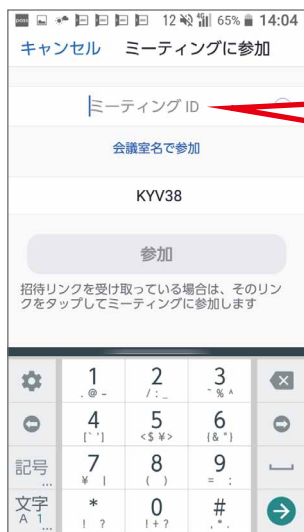 12 4G 65% 14:04
キャンセル ミーティングに参加
ミーティング ID
会議室名で参加
KYV38
参加
招待リンクを受け取っている場合は、そのリン
クをタップしてミーティングに参加します
1 2 3
. @ - / : _ ~ % ^
4 5 6
[ ` ' ] < $ ¥ > { & " }
記号 7 8 9
... ¥ | ( ) = ;
文字 * 0 #
A 1 ... ! ? ! + ? , * .